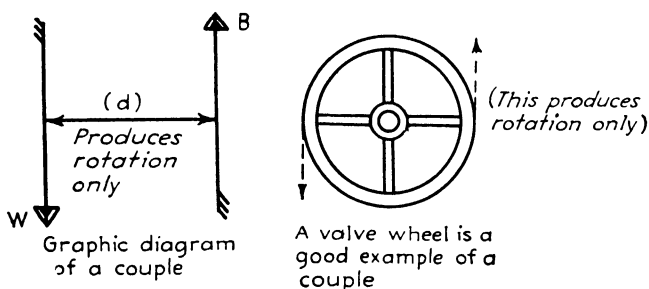 B
(d)
Produces
rotation
only
W
Graphic diagram
of a couple
(This produces
rotation only)
A valve wheel is a
good example of a
couple